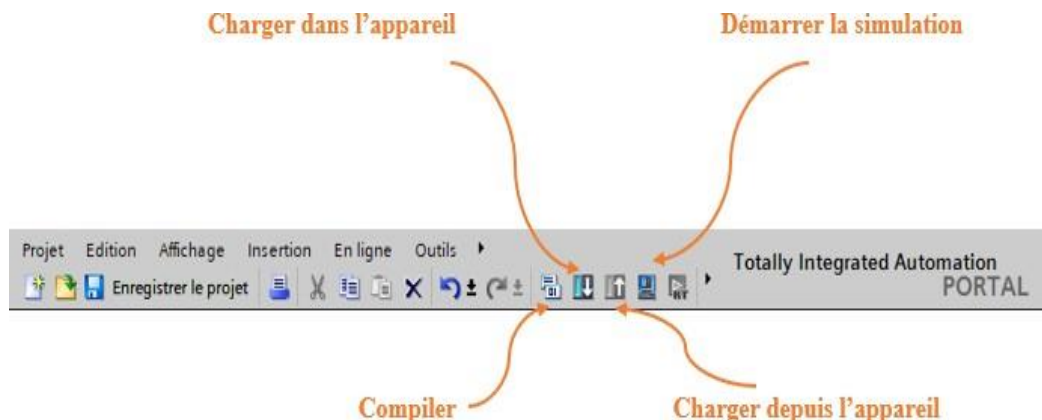 Charger dans l'appareil
Démarrer la simulation
Projet Edition Affichage Insertion En ligne Outils
Totally Integrated Automation
PORTAL
Enregistrer le projet
RT
Compiler
Charger depuis l'appareil